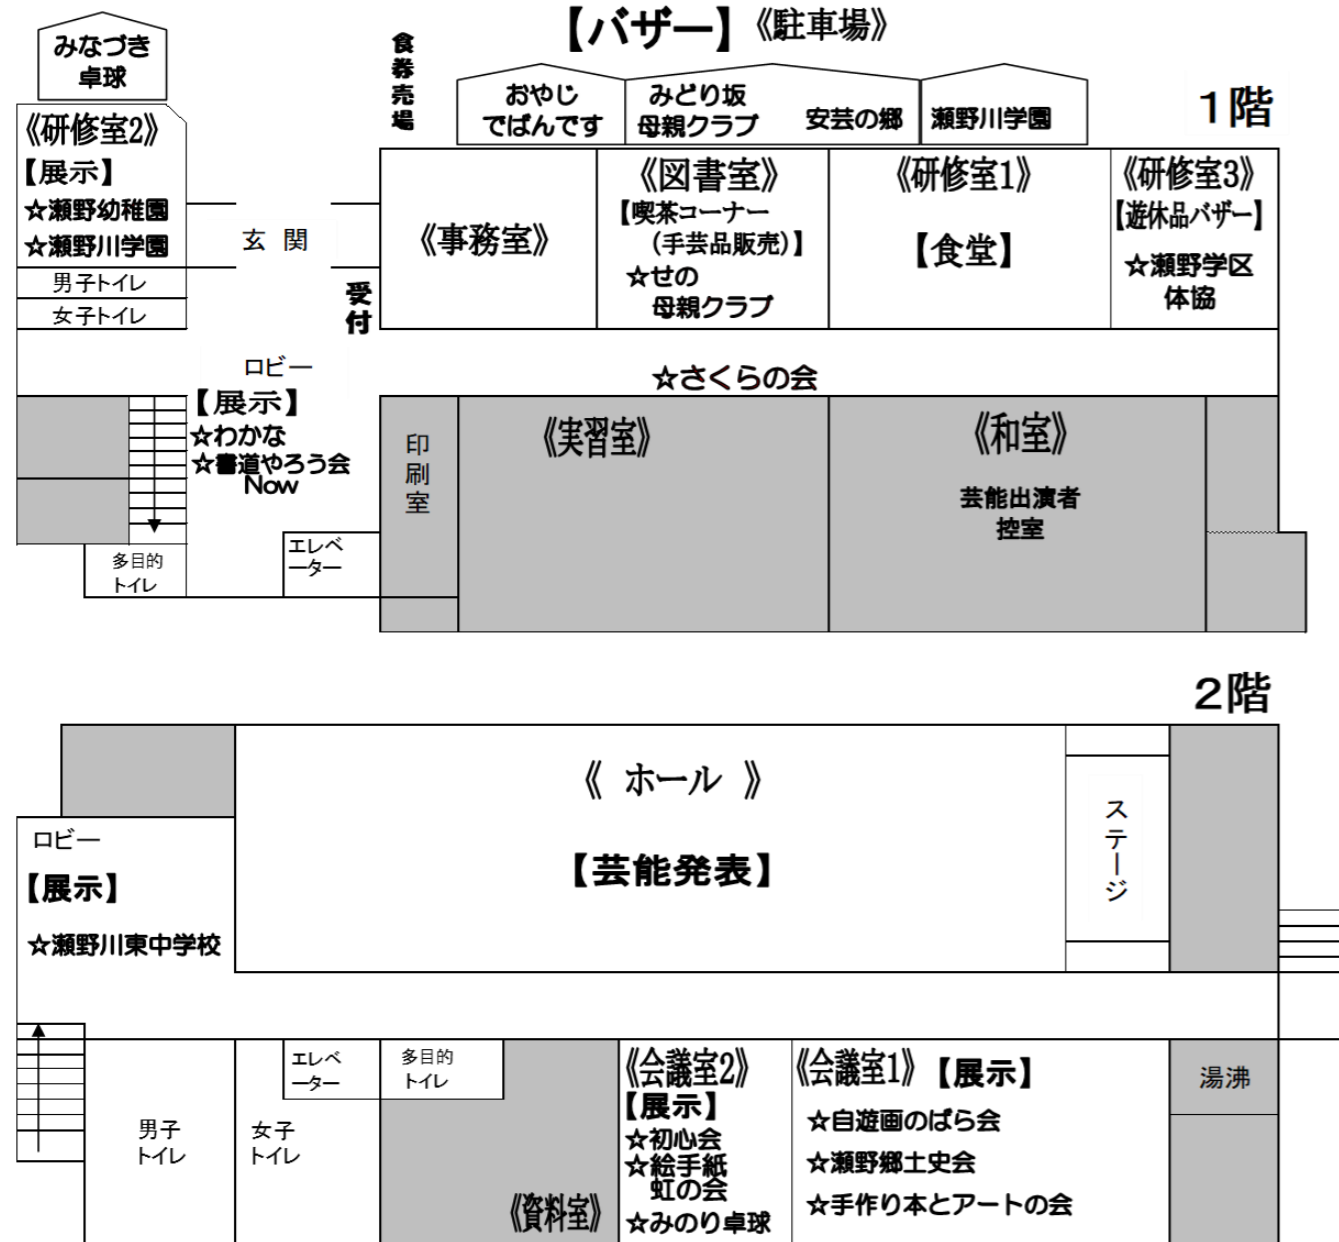 【バザー】《駐車場》
みなづき
卓球
食券売場
おやじ
でばんです
みどり坂
母親クラブ
安芸の郷
瀬野川学園
1階
《研修室2》
【展示】
☆瀬野幼稚園
☆瀬野川学園
男子トイレ
女子トイレ
玄 関
受付
《事務室》
《図書室》
【喫茶コーナー
(手芸品販売)】
☆せの
母親クラブ
《研修室1》
【食堂】
《研修室3》
【遊休品バザー】
☆瀬野学区
体協
ロビー
【展示】
☆わかな
☆書道やろう会
Now
☆さくらの会
多目的
トイレ
エレベ
ーター
印刷室
《実習室》
《和室》
芸能出演者
控室
2階
《 ホール 》
【芸能発表】
ステージ
ロビー
【展示】
☆瀬野川東中学校
男子
トイレ
女子
トイレ
エレベ
ーター
多目的
トイレ
《資料室》
《会議室2》
【展示】
☆初心会
☆絵手紙
虹の会
☆みのり卓球
《会議室1》【展示】
☆自遊画のばら会
☆瀬野郷土史会
☆手作り本とアートの会
湯沸